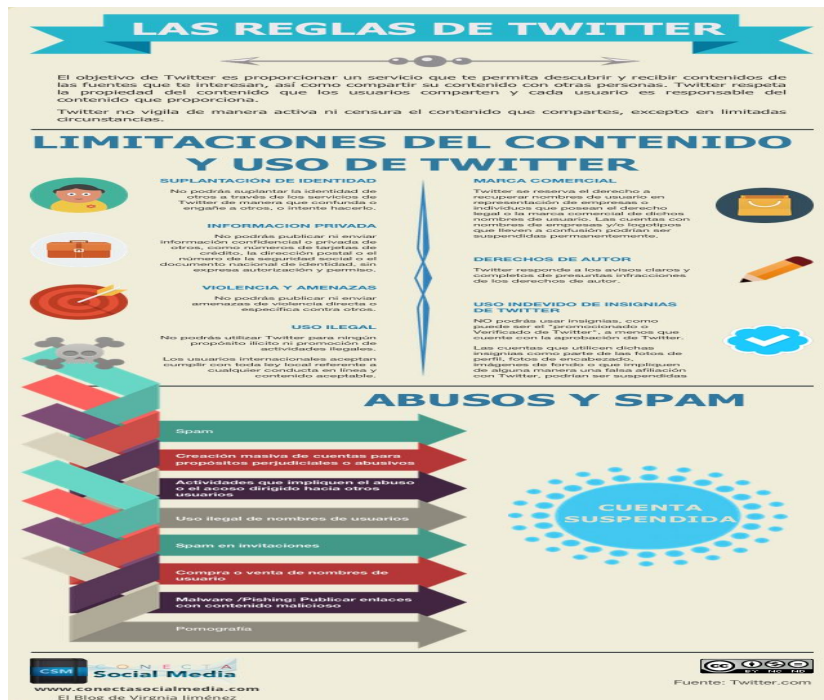 LAS REGLAS DE TWITTER
El objetivo de Twitter es proporcionar un servicio que te permita descubrir y recibir contenidos de
las fuentes que te interesan, así como compartir su contenido con otras personas. Twitter respeta
la propiedad del contenido que los usuarios comparten y cada usuario es responsable del
contenido que proporciona.
Twitter no vigila de manera activa ni censura el contenido que compartes, excepto en limitadas
circunstancias.
LIMITACIONES DEL CONTENIDO
Y USO DE TWITTER
SUPLANTACIÓN DE IDENTIDAD
No podrás suplantar la identidad de
otros a través de los servicios de
Twitter de manera que confunda o
engañe a otros, o intente hacerlo.
INFORMACION PRIVADA
No podrás publicar ni enviar
información confidencial o privada de
otros, como números de tarjetas de
crédito, la dirección postal o el
número de la seguridad social o el
documento nacional de identidad, sin
expresa autorización y permiso.
VIOLENCIA Y AMENAZAS
No podrás publicar ni enviar
amenazas de violencia directa o
específica contra otros.
USO ILEGAL
No podrás utilizar Twitter para ningún
propósito ilícito ni promoción de
actividades ilegales.
Los usuarios internacionales aceptan
cumplir con toda ley local referente a
cualquier conducta en línea y
contenido aceptable.
MARCA COMERCIAL
Twitter se reserva el derecho a
recuperar nombres de usuario en
representación de empresas o
individuos que posean el derecho
legal o la marca comercial de dichos
nombres de usuario. Las cuentas con
nombres de empresas y/o logotipos
que lleven a confusión podrían ser
suspendidas permanentemente.
DERECHOS DE AUTOR
Twitter responde a los avisos claros y
completos de presuntas infracciones
de los derechos de autor.
USO INDEVIDO DE INSIGNIAS
DE TWITTER
NO podrás usar insignias, como
puede ser el "promocionado o
Verificado de Twitter", a menos que
cuente con la aprobación de Twitter.
Las cuentas que utilicen dichas
insignias como parte de las fotos de
perfil, fotos de encabezado,
imágenes de fondo o que impliquen
de alguna manera una falsa afiliación
con Twitter, podrían ser suspendidas
ABUSOS Y SPAM
Spam
Creación masiva de cuentas para
propósitos perjudiciales o abusivos
Actividades que impliquen el abuso
o el acoso dirigido hacia otros
usuarios
Uso ilegal de nombres de usuarios
Spam en invitaciones
Compra o venta de nombres de
usuario
Malware /Pishing: Publicar enlaces
con contenido malicioso
Pornografía
CUENTA
SUSPENDIDA
CSM
CONECTA
Social Media
www.conectasocialmedia.com
El Blog de Virgnia Jiménez
cc
BY NC ND
Fuente: Twitter.com